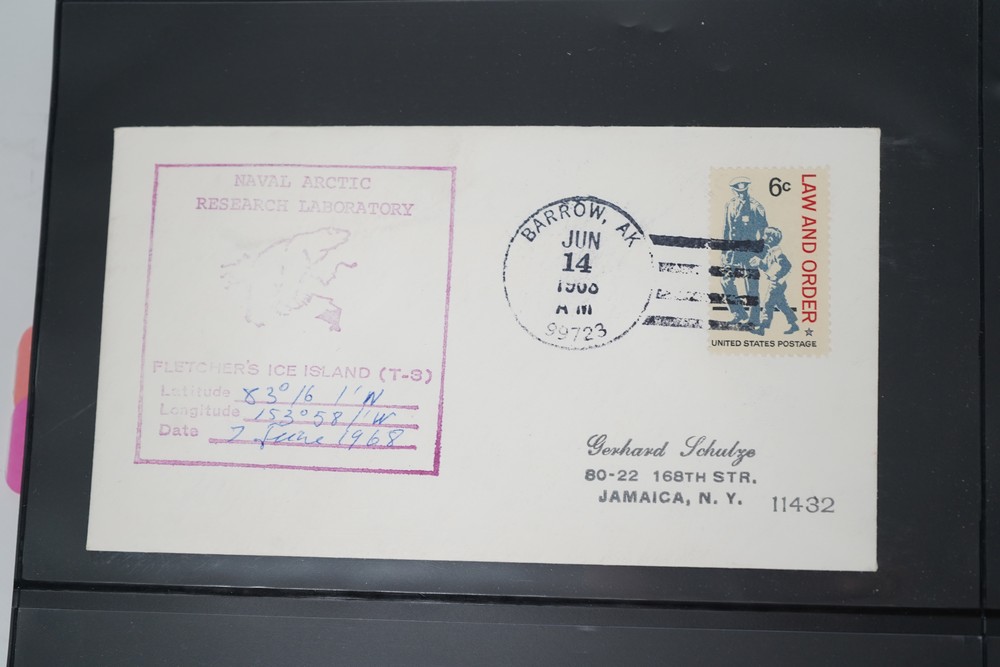 NAVAL ARCTIC
RESEARCH LABORATORY
FLETCHER'S ICE ISLAND (T-3)
Latitude 83° 16 1' N
Longitude 153° 58 1' W
Date 7 June 1968
BARROW, AK
JUN
14
1968
AM
99723
6c
LAW AND ORDER
UNITED STATES POSTAGE
Gerhard Schulze
80-22 168TH STR.
JAMAICA, N. Y. 11432